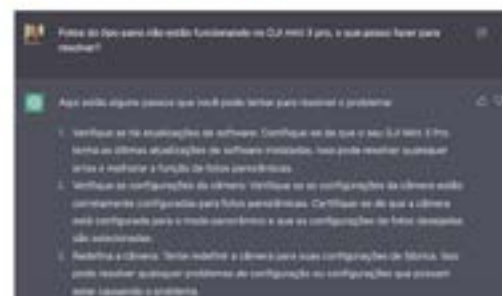 Fotos do tipo pano não estão funcionando no DJI mini 3 pro, o que posso fazer para
resolver?
Aqui estão alguns passos que você pode tentar para resolver o problema:
1. Verifique se há atualizações de software: Certifique-se de que o seu DJI Mini 3 Pro
tenha as últimas atualizações de software instaladas. Isso pode resolver quaisquer
erros e melhorar a função de fotos panorâmicas.
2. Verifique as configurações da câmera: Verifique se as configurações da câmera estão
corretamente configuradas para fotos panorâmicas. Certifique-se de que a câmera
está configurada para o modo panorâmico e que as configurações de fotos desejadas
são selecionadas.
3. Redefina a câmera: Tente redefinir a câmera para suas configurações de fábrica. Isso
pode resolver quaisquer problemas de configuração ou configurações que possam
estar causando o problema.